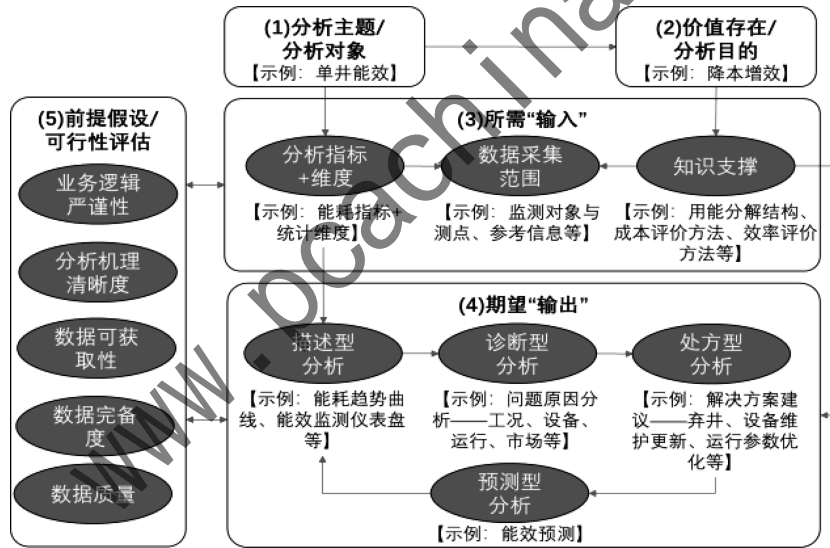 (1)分析主题/
分析对象
【示例：单井能效】
(2)价值存在/
分析目的
【示例：降本增效】
(5)前提假设/
可行性评估
业务逻辑
严谨性
分析机理
清晰度
数据可获
取性
数据完备
度
数据质量
(3)所需“输入”
分析指标
+维度
【示例：能耗指标+
统计维度】
数据采集
范围
【示例：监测对象与
测点、参考信息等】
知识支撑
【示例：用能分解结构、
成本评价方法、效率评价
方法等】
(4)期望“输出”
描述型
分析
【示例：能耗趋势曲
线、能效监测仪表盘
等】
诊断型
分析
【示例：问题原因分
析——工况、设备、
运行、市场等】
处方型
分析
【示例：解决方案建
议——弃井、设备维
护更新、运行参数优
化等】
预测型
分析
【示例：能效预测】
www.pcachina